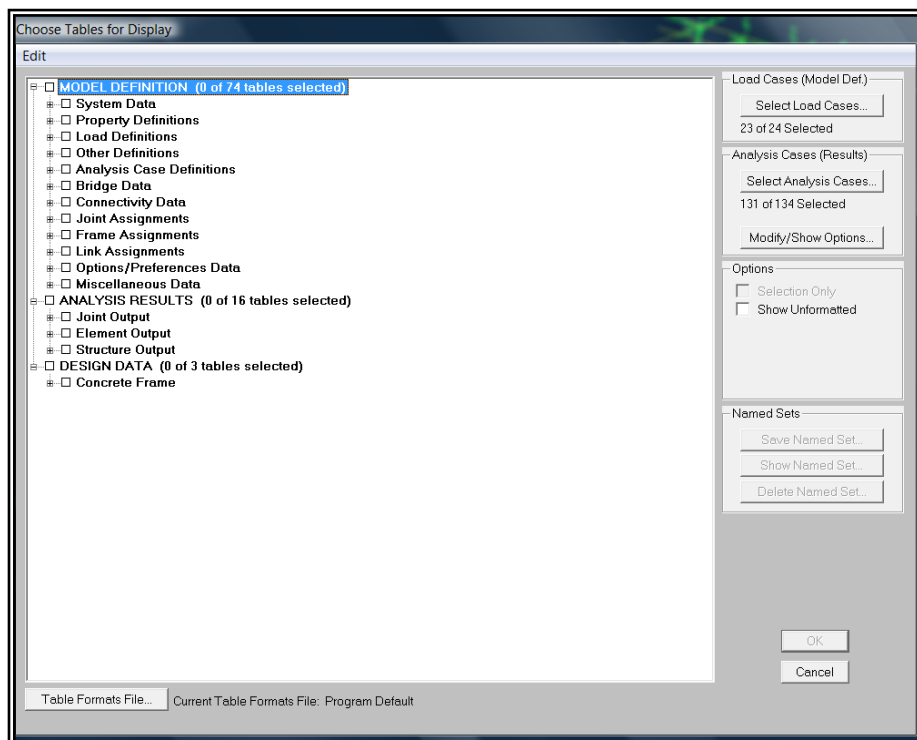 Choose Tables for Display
Edit
MODEL DEFINITION (0 of 74 tables selected)
System Data
Property Definitions
Load Definitions
Other Definitions
Analysis Case Definitions
Bridge Data
Connectivity Data
Joint Assignments
Frame Assignments
Link Assignments
Options/Preferences Data
Miscellaneous Data
ANALYSIS RESULTS (0 of 16 tables selected)
Joint Output
Element Output
Structure Output
DESIGN DATA (0 of 3 tables selected)
Concrete Frame
Load Cases (Model Def.)
Select Load Cases...
23 of 24 Selected
Analysis Cases (Results)
Select Analysis Cases...
131 of 134 Selected
Modify/Show Options...
Options
Selection Only
Show Unformatted
Named Sets
Save Named Set...
Show Named Set...
Delete Named Set...
OK
Cancel
Table Formats File...
Current Table Formats File: Program Default